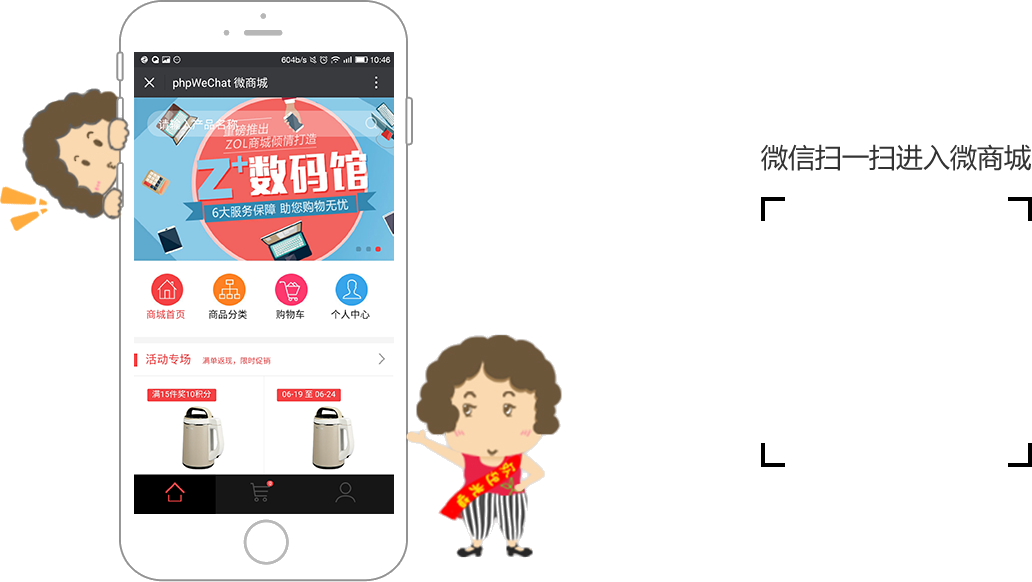 604b/s 10:46
phpWeChat 微商城
请输入产品名称
重磅推出
ZOL商城倾情打造
Z+数码馆
6大服务保障 助您购物无忧
商城首页 商品分类 购物车 个人中心
活动专场 满单返现，限时促销
满15件奖10积分 06-19 至 06-24
微信扫一扫进入微商城